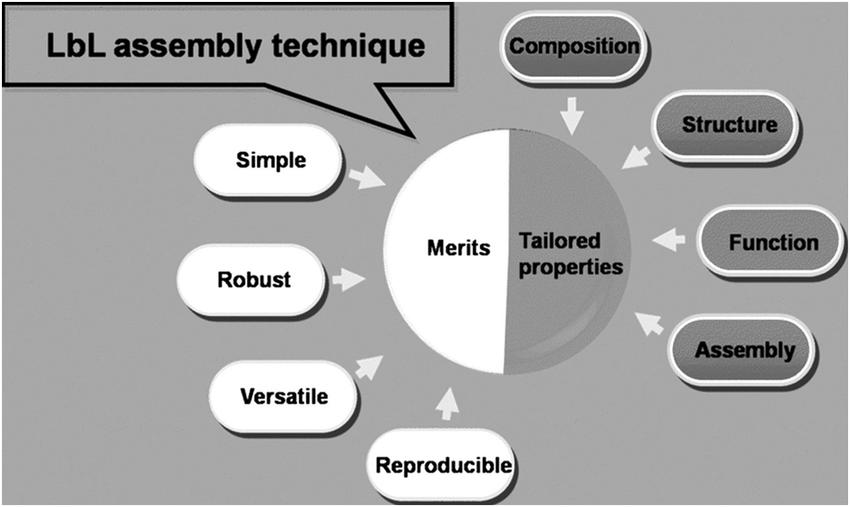 LbL assembly technique
Composition
Structure
Simple
Merits
Tailored
properties
Function
Robust
Assembly
Versatile
Reproducible